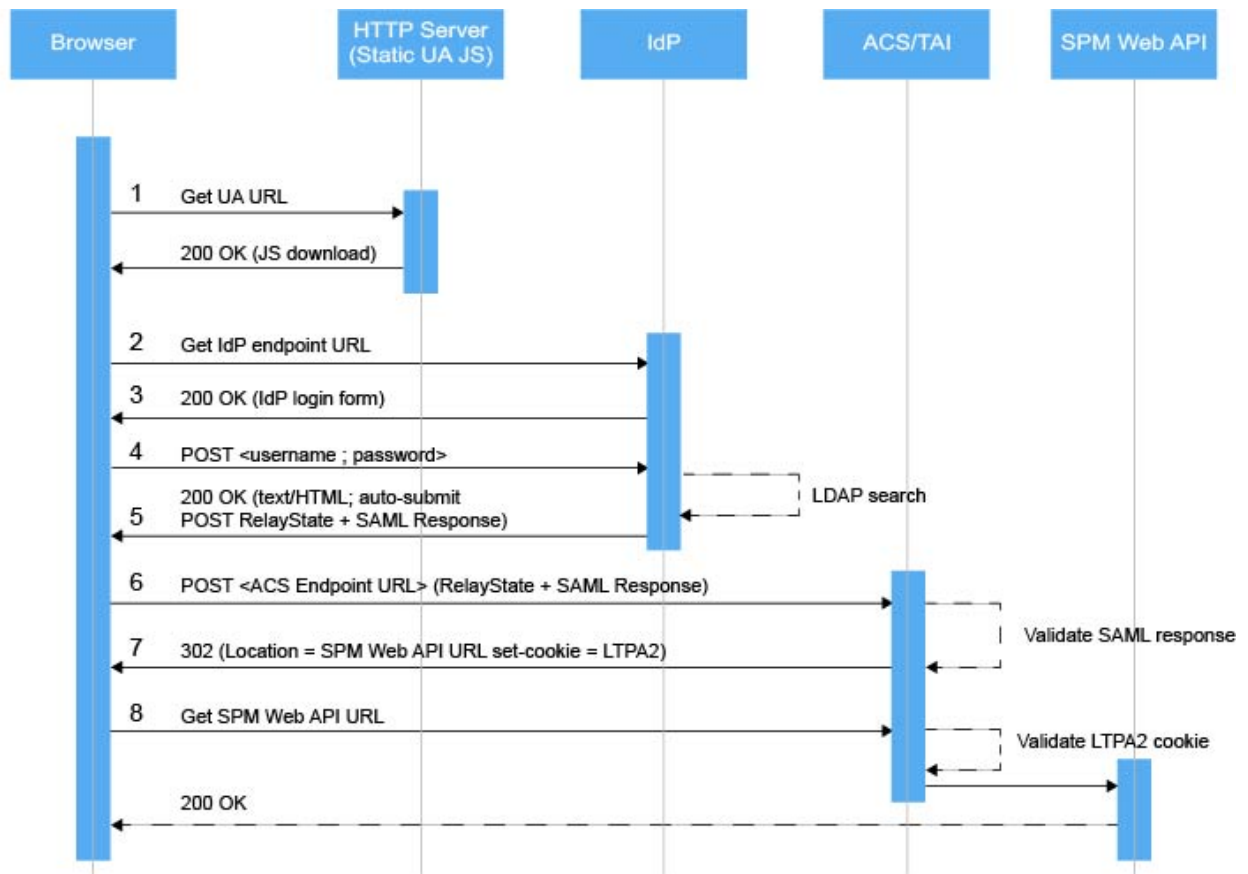 Browser
HTTP Server
(Static UA JS)
IdP
ACS/TAI
SPM Web API
1 Get UA URL
200 OK (JS download)
2 Get IdP endpoint URL
3 200 OK (IdP login form)
4 POST <username ; password>
LDAP search
200 OK (text/HTML; auto-submit
5 POST RelayState + SAML Response)
6 POST <ACS Endpoint URL> (RelayState + SAML Response)
Validate SAML response
7 302 (Location = SPM Web API URL set-cookie = LTPA2)
8 Get SPM Web API URL
Validate LTPA2 cookie
200 OK